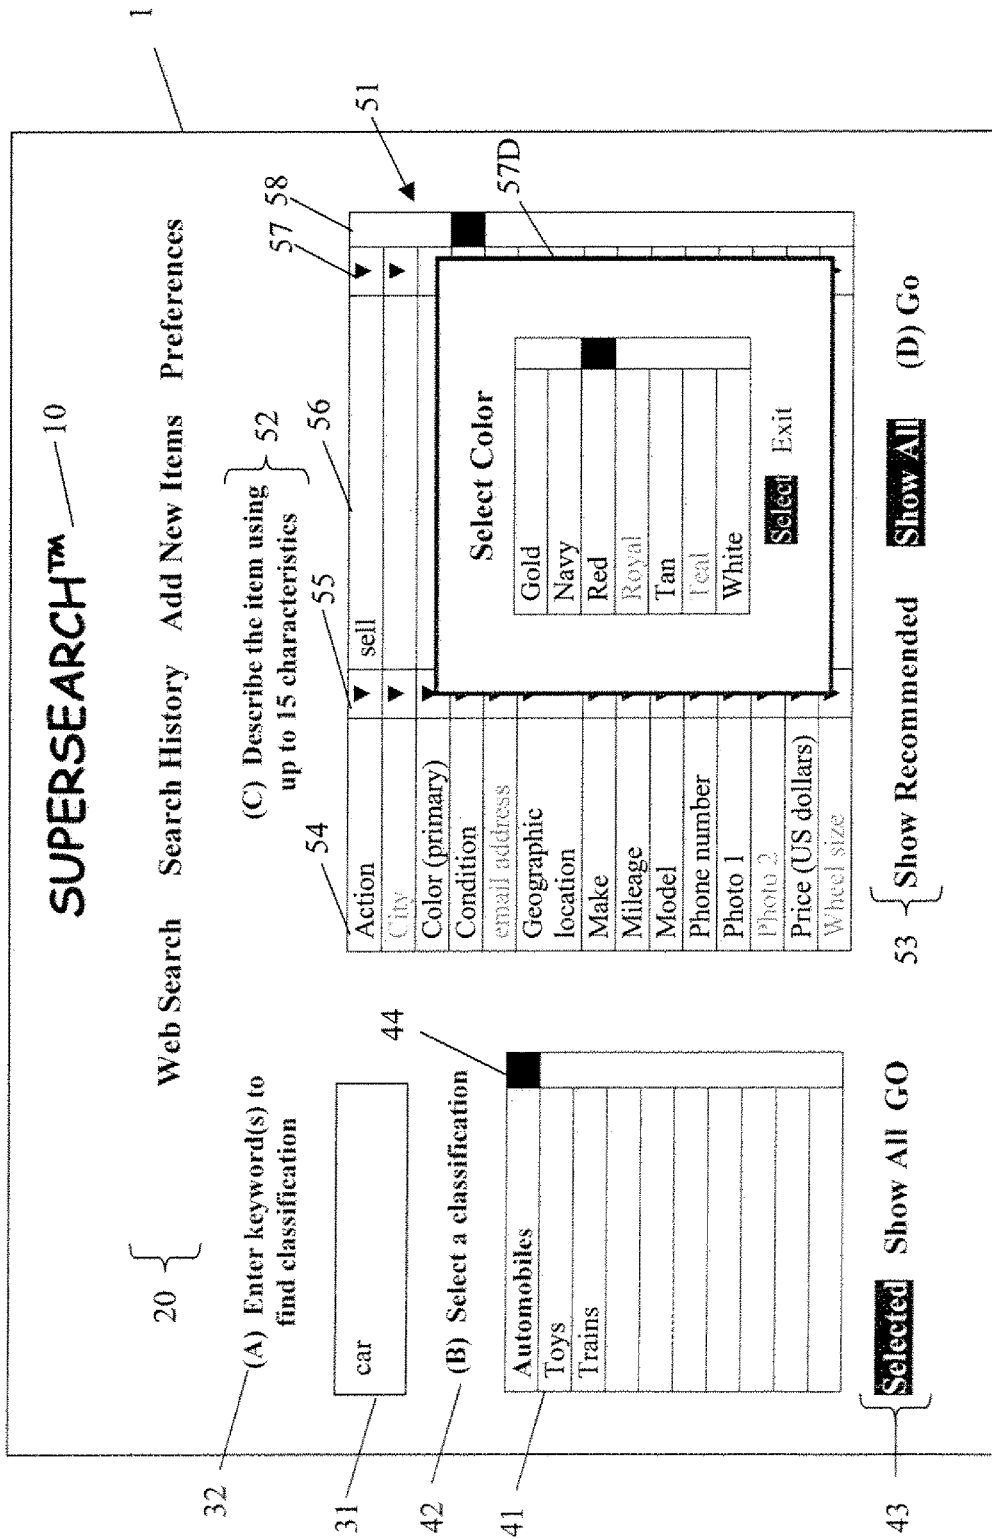 1
SUPERSEARCH™
10
20
Web Search Search History Add New Items Preferences
32
(A) Enter keyword(s) to
find classification
31
car
42
(B) Select a classification
44
41
Automobiles
Toys
Trains
43
Selected Show All GO
(C) Describe the item using
up to 15 characteristics
52
54
55
56
57
58
51
Action
sell
City
Color (primary)
Condition
email address
Geographic
location
Make
Mileage
Model
Phone number
Photo 1
Photo 2
Price (US dollars)
Wheel size
57D
Select Color
Gold
Navy
Red
Royal
Tan
Teal
White
Select Exit
53
Show Recommended Show All (D) Go